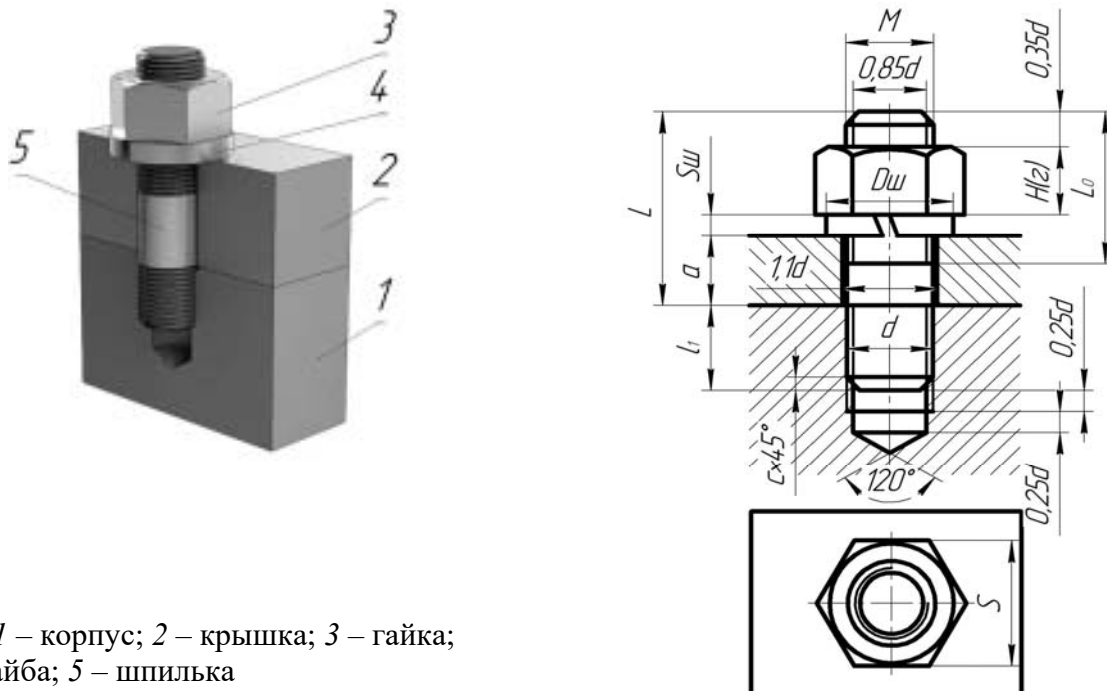 3
4
5
2
1
M
0,85d
0,35d
Sш
Dш
H(г)
L₀
L
a
1,1d
l₁
d
0,25d
c×45°
120°
0,25d
S
1 – корпус; 2 – крышка; 3 – гайка;
айба; 5 – шпилька